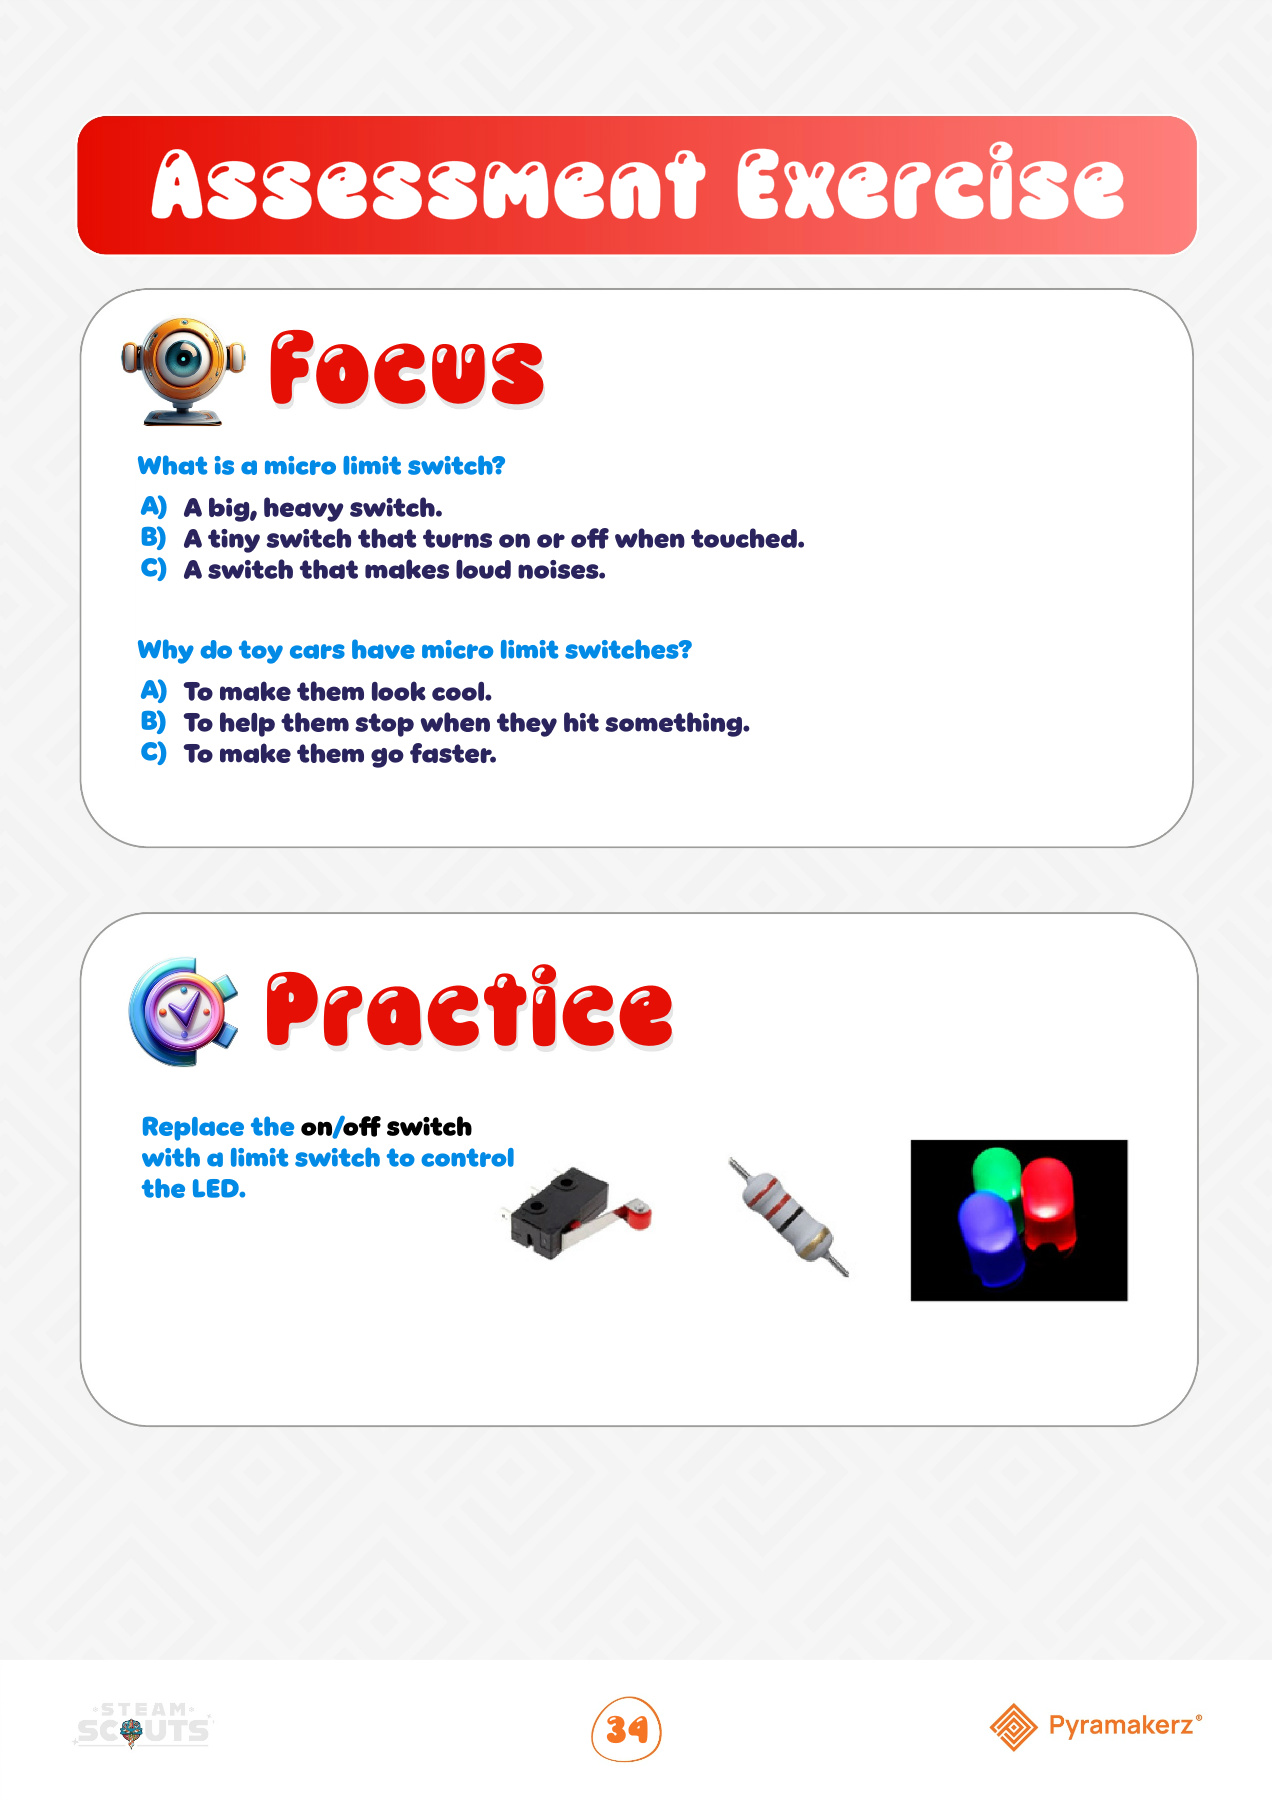 Assessment Exercise
Focus
What is a micro limit switch?
A) A big, heavy switch.
B) A tiny switch that turns on or off when touched.
C) A switch that makes loud noises.
Why do toy cars have micro limit switches?
A) To make them look cool.
B) To help them stop when they hit something.
C) To make them go faster.
Practice
Replace the on/off switch
with a limit switch to control
the LED.
STEAM
SCOUTS
34
Pyramakerz®